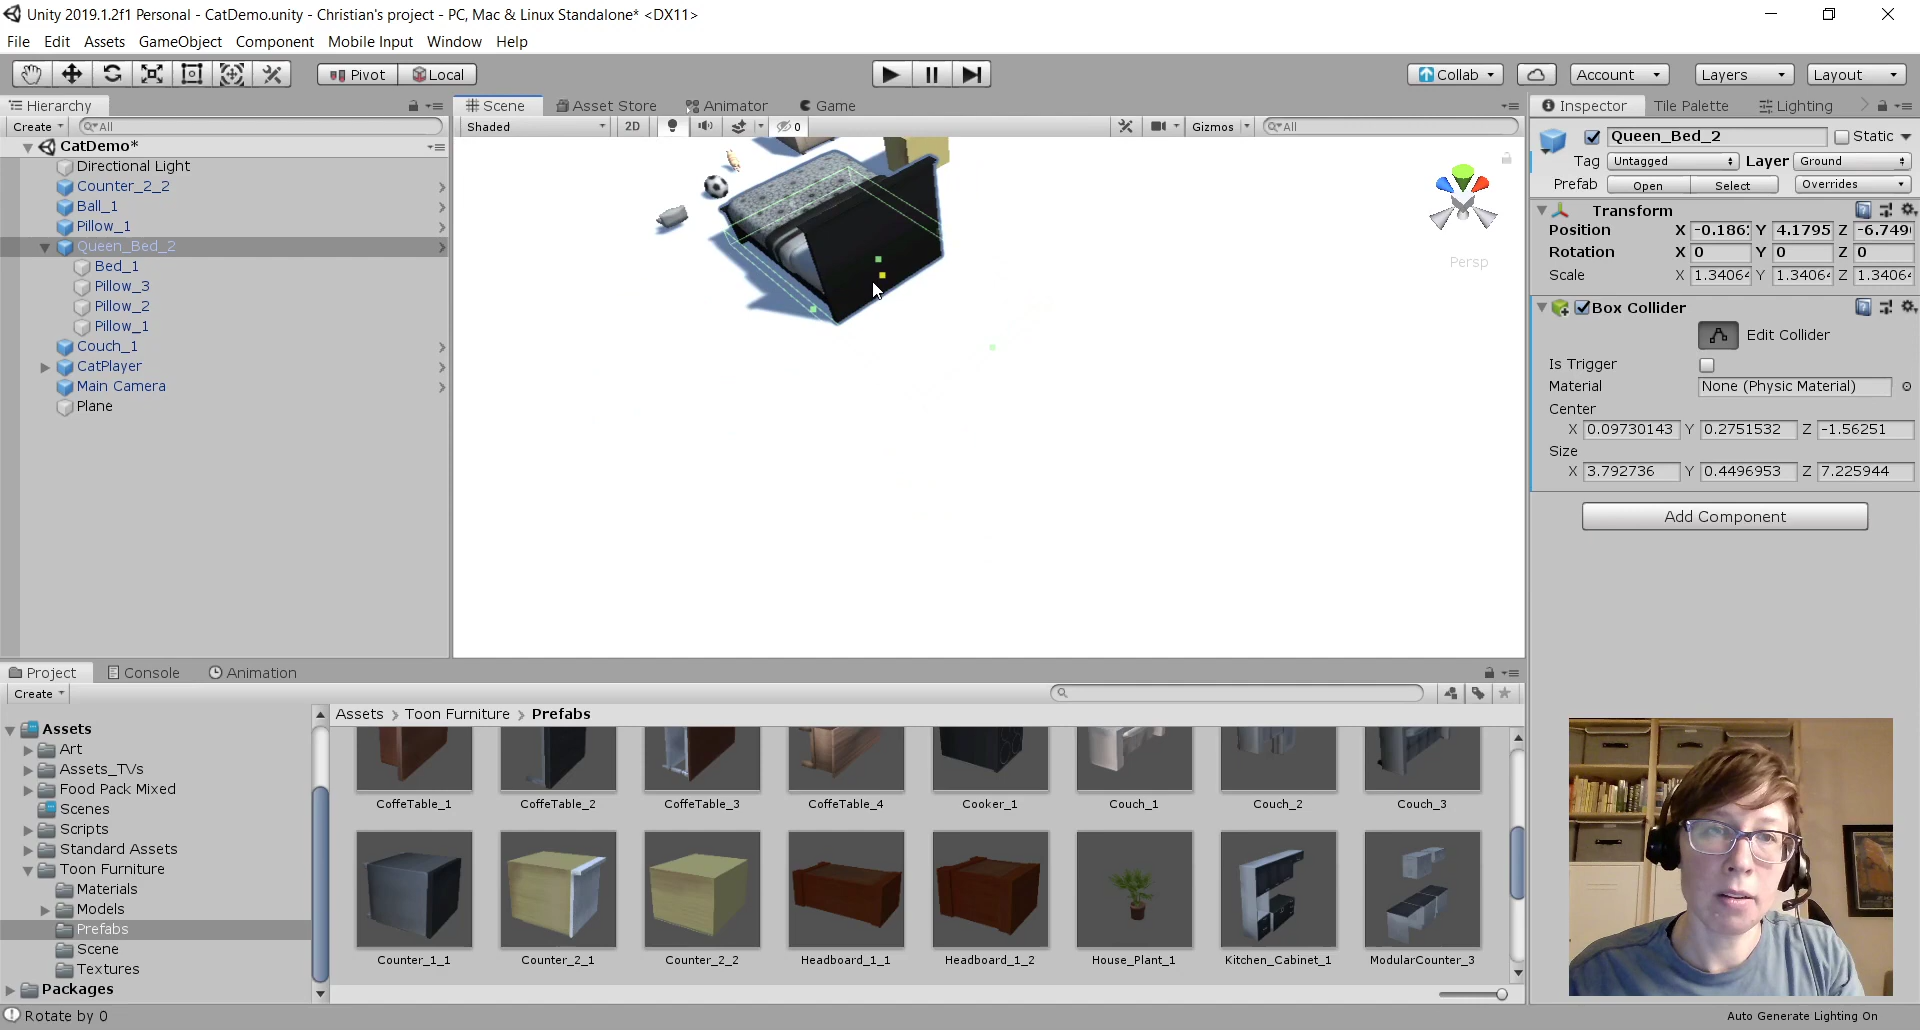 Unity 2019.1.2f1 Personal - CatDemo.unity - Christian's project - PC, Mac & Linux Standalone* <DX11>
File Edit Assets GameObject Component Mobile Input Window Help
Pivot Local Collab Account Layers Layout
Hierarchy
Create All
CatDemo*
Directional Light
Counter_2_2
Ball_1
Pillow_1
Queen_Bed_2
Bed_1
Pillow_3
Pillow_2
Pillow_1
Couch_1
CatPlayer
Main Camera
Plane
Scene Asset Store Animator Game
Shaded 2D 0 Gizmos All
Persp
Inspector Tile Palette Lighting
Queen_Bed_2 Static
Tag Untagged Layer Ground
Prefab Open Select Overrides
Transform
Position X -0.186 Y 4.1795 Z -6.749
Rotation X 0 Y 0 Z 0
Scale X 1.3406 Y 1.3406 Z 1.3406
Box Collider
Edit Collider
Is Trigger
Material None (Physic Material)
Center
X 0.09730143 Y 0.2751532 Z -1.56251
Size
X 3.792736 Y 0.4496953 Z 7.225944
Add Component
Project Console Animation
Create
Assets
Art
Assets_TVs
Food Pack Mixed
Scenes
Scripts
Standard Assets
Toon Furniture
Materials
Models
Prefabs
Scene
Textures
Packages
Assets > Toon Furniture > Prefabs
CoffeTable_1 CoffeTable_2 CoffeTable_3 CoffeTable_4 Cooker_1 Couch_1 Couch_2 Couch_3
Counter_1_1 Counter_2_1 Counter_2_2 Headboard_1_1 Headboard_1_2 House_Plant_1 Kitchen_Cabinet_1 ModularCounter_3
Rotate by 0
Auto Generate Lighting On